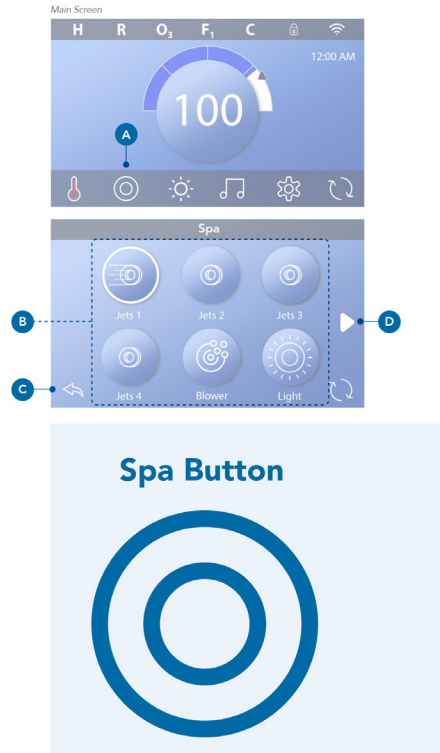 Main Screen
H R O₃ F₁ C
12:00 AM
100
A
Spa
Jets 1 Jets 2 Jets 3
B
D
Jets 4 Blower Light
C
Spa Button